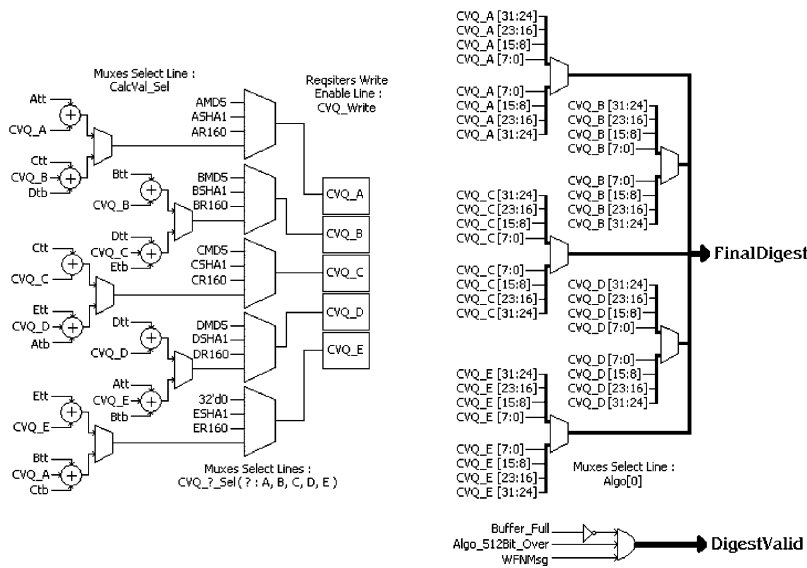 Muxes Select Line :
CalcVal_Sel
Reqsiters Write
Enable Line :
CVQ_Write
Att
CVQ_A
Ctt
CVQ_B
Dtb
AMD5
ASHA1
AR160
Btt
CVQ_B
Dtt
CVQ_C
Etb
BMD5
BSHA1
BR160
Ctt
CVQ_C
Ett
CVQ_D
Atb
CMD5
CSHA1
CR160
Dtt
CVQ_D
Att
CVQ_E
Btb
DMD5
DSHA1
DR160
Ett
CVQ_E
Btt
CVQ_A
Ctb
32'd0
ESHA1
ER160
CVQ_A
CVQ_B
CVQ_C
CVQ_D
CVQ_E
Muxes Select Lines :
CVQ_?_Sel ( ? : A, B, C, D, E )
CVQ_A [31:24]
CVQ_A [23:16]
CVQ_A [15:8]
CVQ_A [7:0]
CVQ_A [7:0]
CVQ_A [15:8]
CVQ_A [23:16]
CVQ_A [31:24]
CVQ_B [31:24]
CVQ_B [23:16]
CVQ_B [15:8]
CVQ_B [7:0]
CVQ_B [7:0]
CVQ_B [15:8]
CVQ_B [23:16]
CVQ_B [31:24]
CVQ_C [31:24]
CVQ_C [23:16]
CVQ_C [15:8]
CVQ_C [7:0]
CVQ_C [7:0]
CVQ_C [15:8]
CVQ_C [23:16]
CVQ_C [31:24]
FinalDigest
CVQ_D [31:24]
CVQ_D [23:16]
CVQ_D [15:8]
CVQ_D [7:0]
CVQ_D [7:0]
CVQ_D [15:8]
CVQ_D [23:16]
CVQ_D [31:24]
CVQ_E [31:24]
CVQ_E [23:16]
CVQ_E [15:8]
CVQ_E [7:0]
CVQ_E [7:0]
CVQ_E [15:8]
CVQ_E [23:16]
CVQ_E [31:24]
Muxes Select Line :
Algo[0]
Buffer_Full
Algo_512Bit_Over
WFNMsg
DigestValid